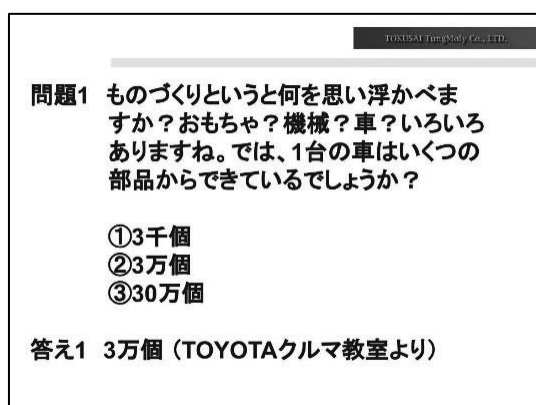 TOKUSAI TungMoly Co., LTD.
問題1 ものづくりというと何を思い浮かべま
すか？おもちゃ？機械？車？いろいろ
ありますね。では、1台の車はいくつの
部品からできているでしょうか？
①3千個
②3万個
③30万個
答え1 3万個（TOYOTAクルマ教室より）